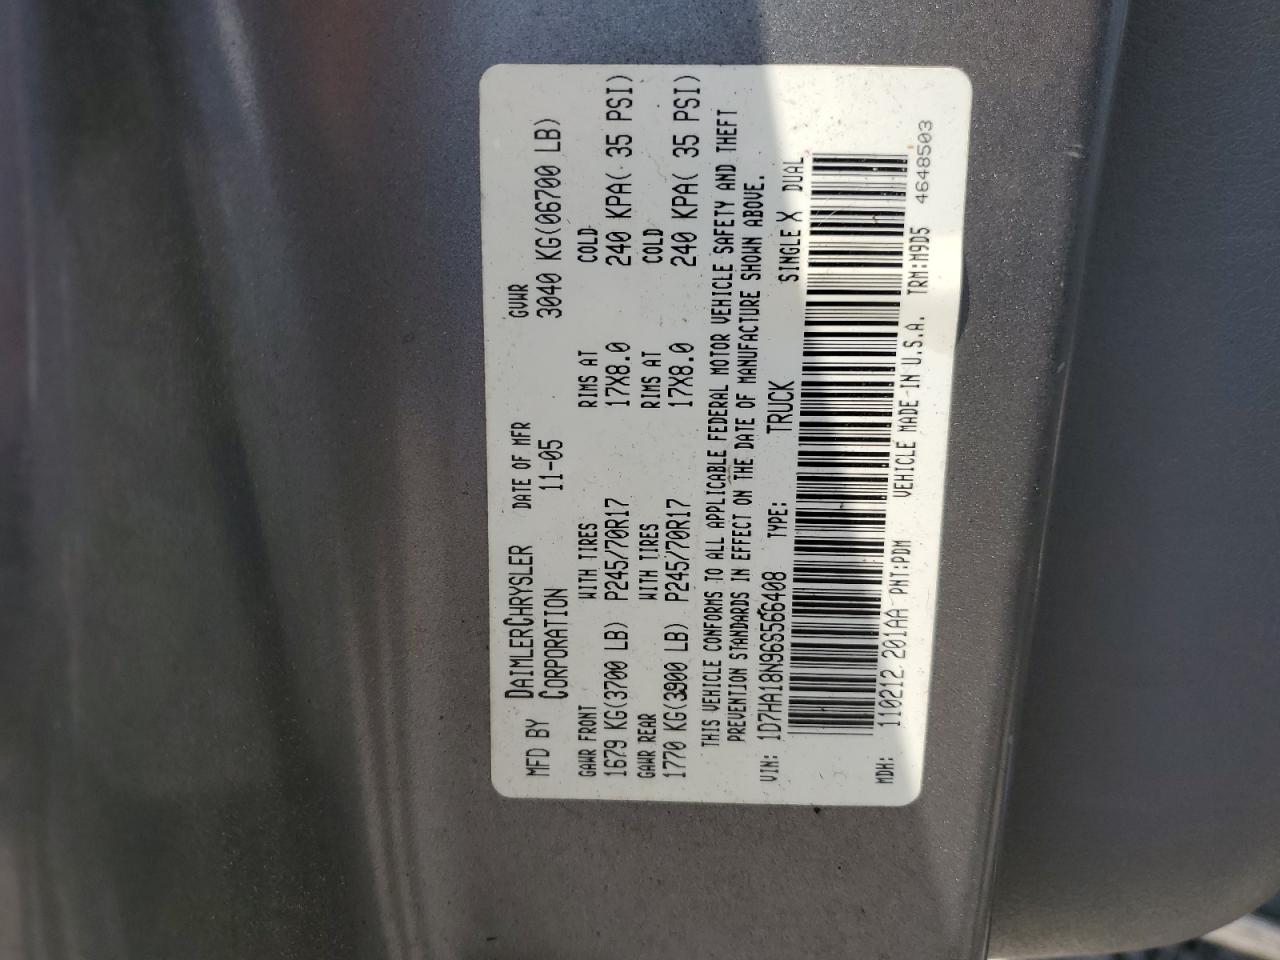 MFD BY DAIMLERCHRYSLER CORPORATION DATE OF MFR 11-05 GVWR 3040 KG(06700 LB)
GAWR FRONT WITH TIRES RIMS AT COLD
1679 KG(3700 LB) P245/70R17 17X8.0 240 KPA( 35 PSI)
GAWR REAR WITH TIRES RIMS AT COLD
1770 KG(3900 LB) P245/70R17 17X8.0 240 KPA( 35 PSI)
THIS VEHICLE CONFORMS TO ALL APPLICABLE FEDERAL MOTOR VEHICLE SAFETY AND THEFT
PREVENTION STANDARDS IN EFFECT ON THE DATE OF MANUFACTURE SHOWN ABOVE.
VIN: 1D7HA18N96S566408 TYPE: TRUCK SINGLE X DUAL
MDH: 110212 201AA PNT:PDM VEHICLE MADE IN U.S.A. TRM:M9D5
4648503